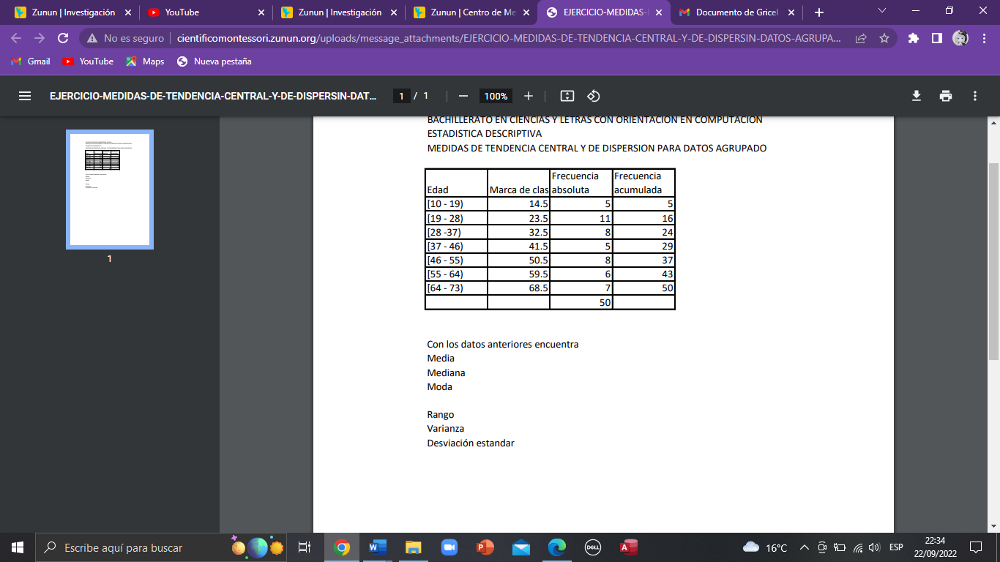 Zunun | Investigación
YouTube
Zunun | Investigación
Zunun | Centro de Me
EJERCICIO-MEDIDAS-
Documento de Gricel
No es seguro
cientificomontessori.zunun.org/uploads/message_attachments/EJERCICIO-MEDIDAS-DE-TENDENCIA-CENTRAL-Y-DE-DISPERSIN-DATOS-AGRUPA...
Gmail
YouTube
Maps
Nueva pestaña
EJERCICIO-MEDIDAS-DE-TENDENCIA-CENTRAL-Y-DE-DISPERSIN-DAT...
1 / 1
100%
1
BACHILLERATO EN CIENCIAS Y LETRAS CON ORIENTACION EN COMPUTACION
ESTADISTICA DESCRIPTIVA
MEDIDAS DE TENDENCIA CENTRAL Y DE DISPERSION PARA DATOS AGRUPADO
Edad Marca de clas Frecuencia absoluta Frecuencia acumulada
[10 - 19) 14.5 5 5
[19 - 28) 23.5 11 16
[28 -37) 32.5 8 24
[37 - 46) 41.5 5 29
[46 - 55) 50.5 8 37
[55 - 64) 59.5 6 43
[64 - 73) 68.5 7 50
50
Con los datos anteriores encuentra
Media
Mediana
Moda
Rango
Varianza
Desviación estandar
Escribe aquí para buscar
DELL
16°C
ESP
22:34
22/09/2022